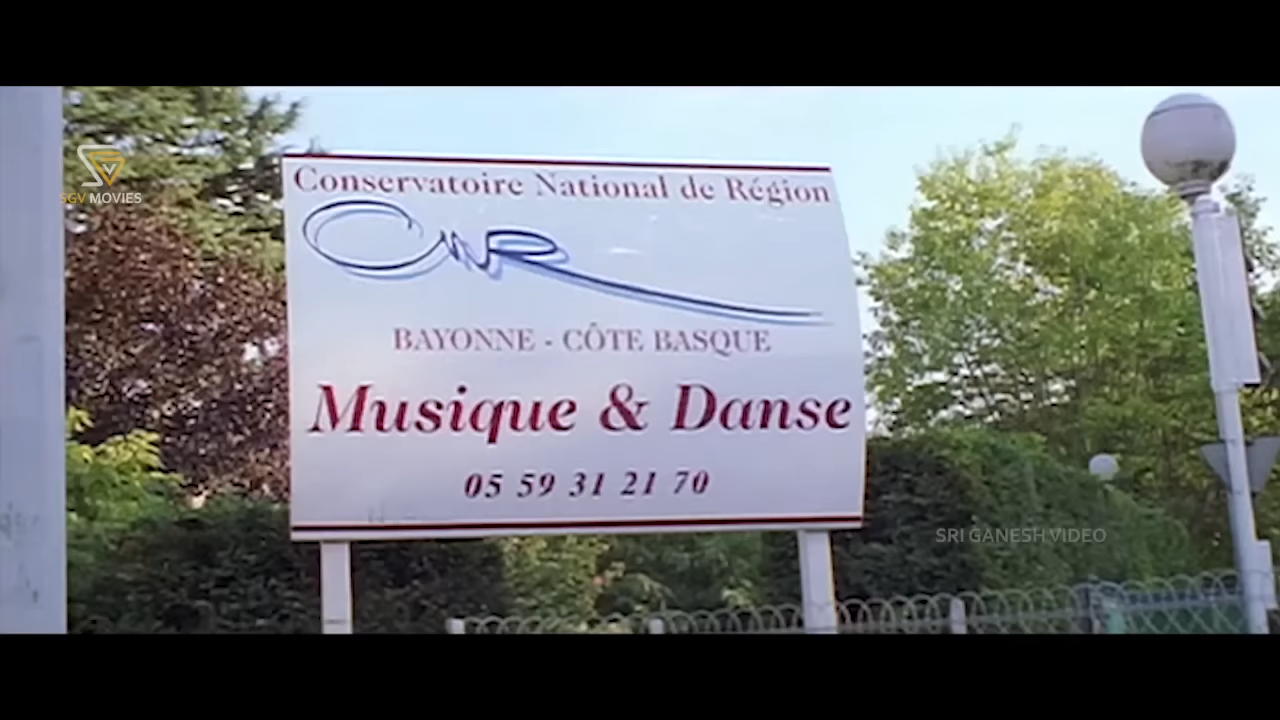 Conservatoire National de Région
CNR
BAYONNE - CÔTE BASQUE
Musique & Danse
05 59 31 21 70
SGV MOVIES
SRI GANESH VIDEO